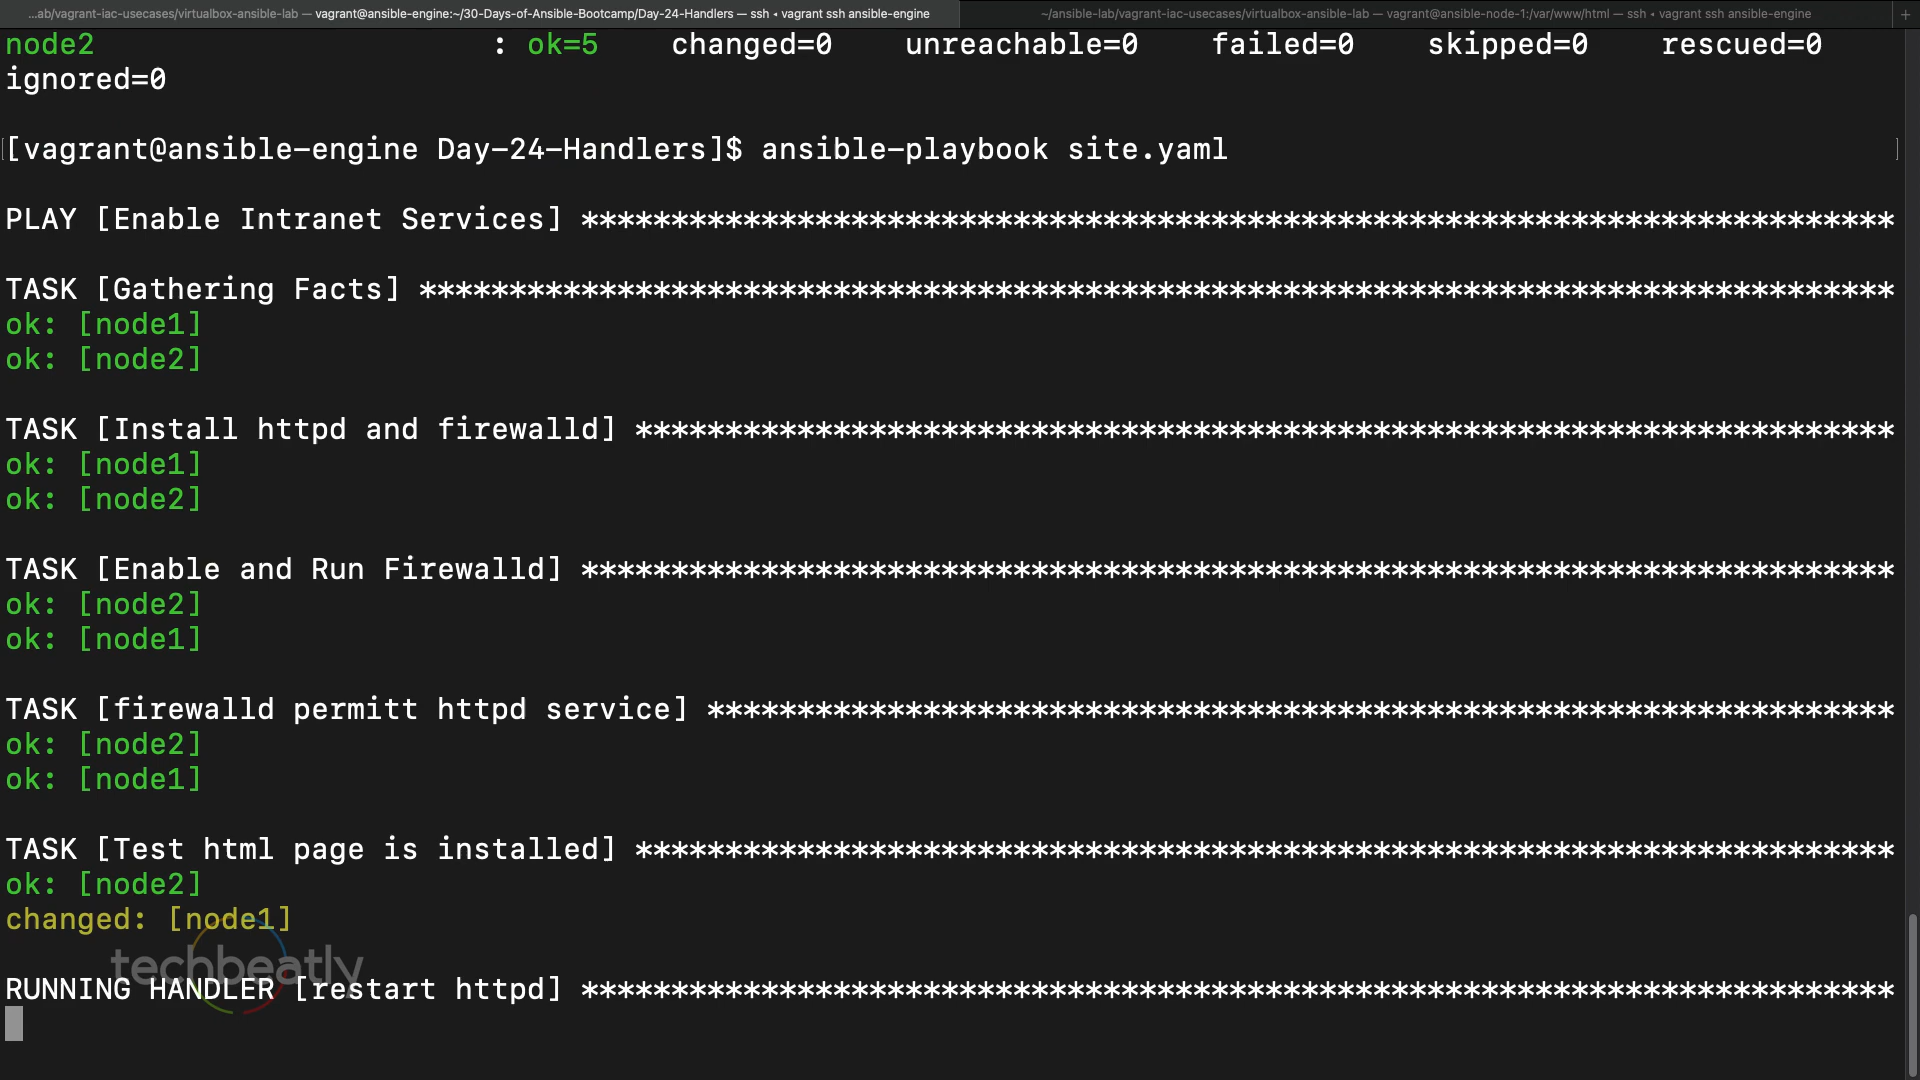 ...ab/vagrant-iac-usecases/virtualbox-ansible-lab — vagrant@ansible-engine:~/30-Days-of-Ansible-Bootcamp/Day-24-Handlers — ssh ◂ vagrant ssh ansible-engine
~/ansible-lab/vagrant-iac-usecases/virtualbox-ansible-lab — vagrant@ansible-node-1:/var/www/html — ssh ◂ vagrant ssh ansible-engine +
node2 : ok=5 changed=0 unreachable=0 failed=0 skipped=0 rescued=0
ignored=0
[vagrant@ansible-engine Day-24-Handlers]$ ansible-playbook site.yaml
PLAY [Enable Intranet Services] *************************************************************************
TASK [Gathering Facts] **********************************************************************************
ok: [node1]
ok: [node2]
TASK [Install httpd and firewalld] **********************************************************************
ok: [node1]
ok: [node2]
TASK [Enable and Run Firewalld] *************************************************************************
ok: [node2]
ok: [node1]
TASK [firewalld permitt httpd service] ******************************************************************
ok: [node2]
ok: [node1]
TASK [Test html page is installed] **********************************************************************
ok: [node2]
changed: [node1]
techbeatly
RUNNING HANDLER [restart httpd] *************************************************************************